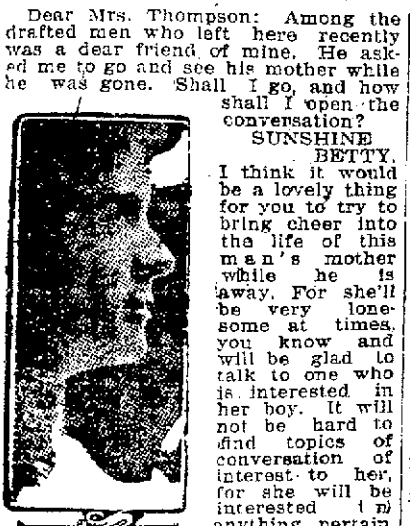 Dear Mrs. Thompson: Among the
drafted men who left here recently
was a dear friend of mine. He ask-
ed me to go and see his mother while
he was gone. Shall I go, and how
shall I open the
conversation?
SUNSHINE
BETTY.
I think it would
be a lovely thing
for you to try to
bring cheer into
the life of this
man's mother
while he is
away. For she'll
be very lone-
some at times,
you know and
will be glad to
talk to one who
is interested in
her boy. It will
not be hard to
find topics of
conversation of
interest to her,
for she will be
interested in
anything pertain